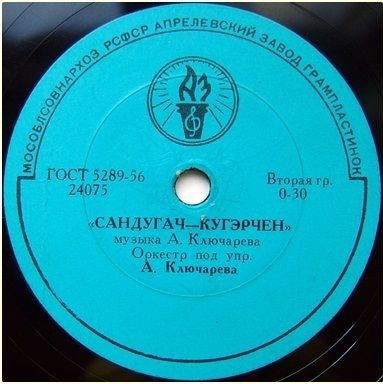 МОСОБЛСОВНАРХОЗ РСФСР АПРЕЛЕВСКИЙ ЗАВОД ГРАМПЛАСТИНОК
АЗ
ГОСТ 5289-56
24075
Вторая гр.
0-30
«САНДУГАЧ—КУГЭРЧЕН»
музыка А. Ключарева
Оркестр под упр.
А. Ключарева